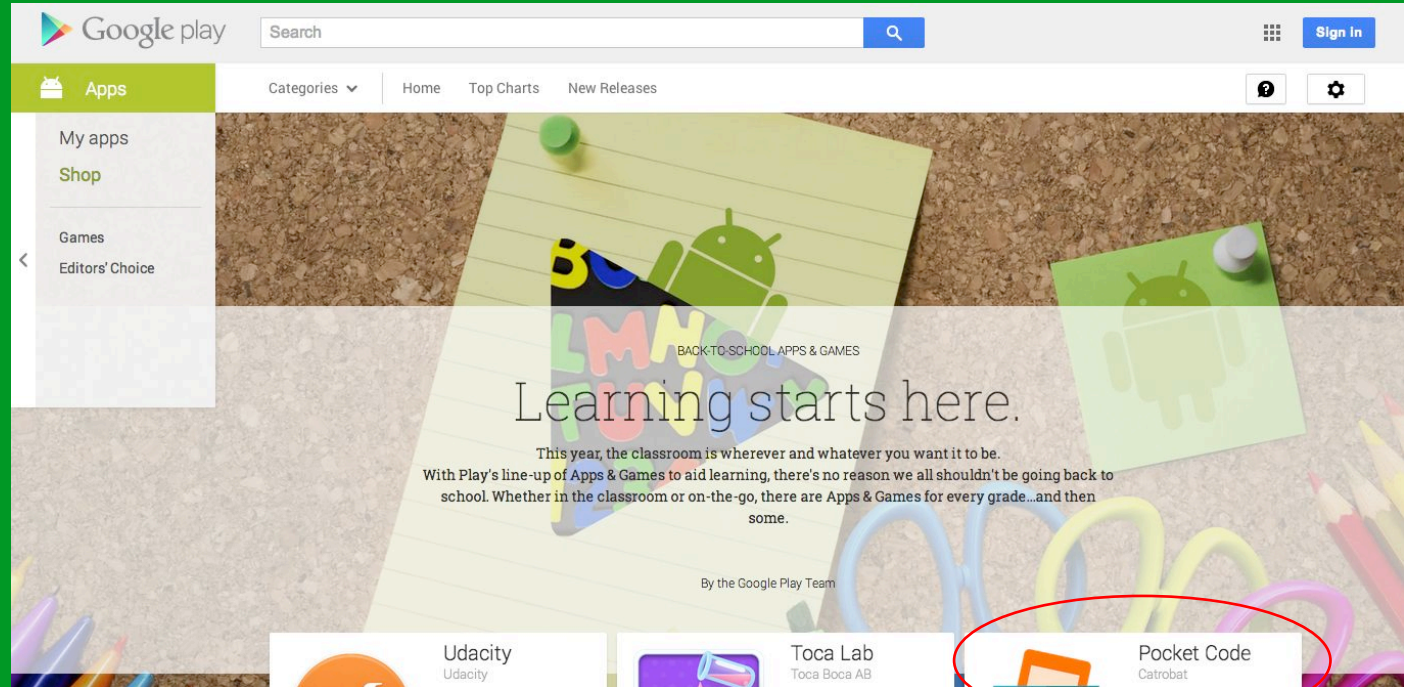 Google play
Search
Sign in
Apps
Categories
Home
Top Charts
New Releases
My apps
Shop
Games
Editors' Choice
BACK-TO-SCHOOL APPS & GAMES
Learning starts here.
This year, the classroom is wherever and whatever you want it to be.
With Play's line-up of Apps & Games to aid learning, there's no reason we all shouldn't be going back to
school. Whether in the classroom or on-the-go, there are Apps & Games for every grade...and then
some.
By the Google Play Team
Udacity
Udacity
Toca Lab
Toca Boca AB
Pocket Code
Catrobat